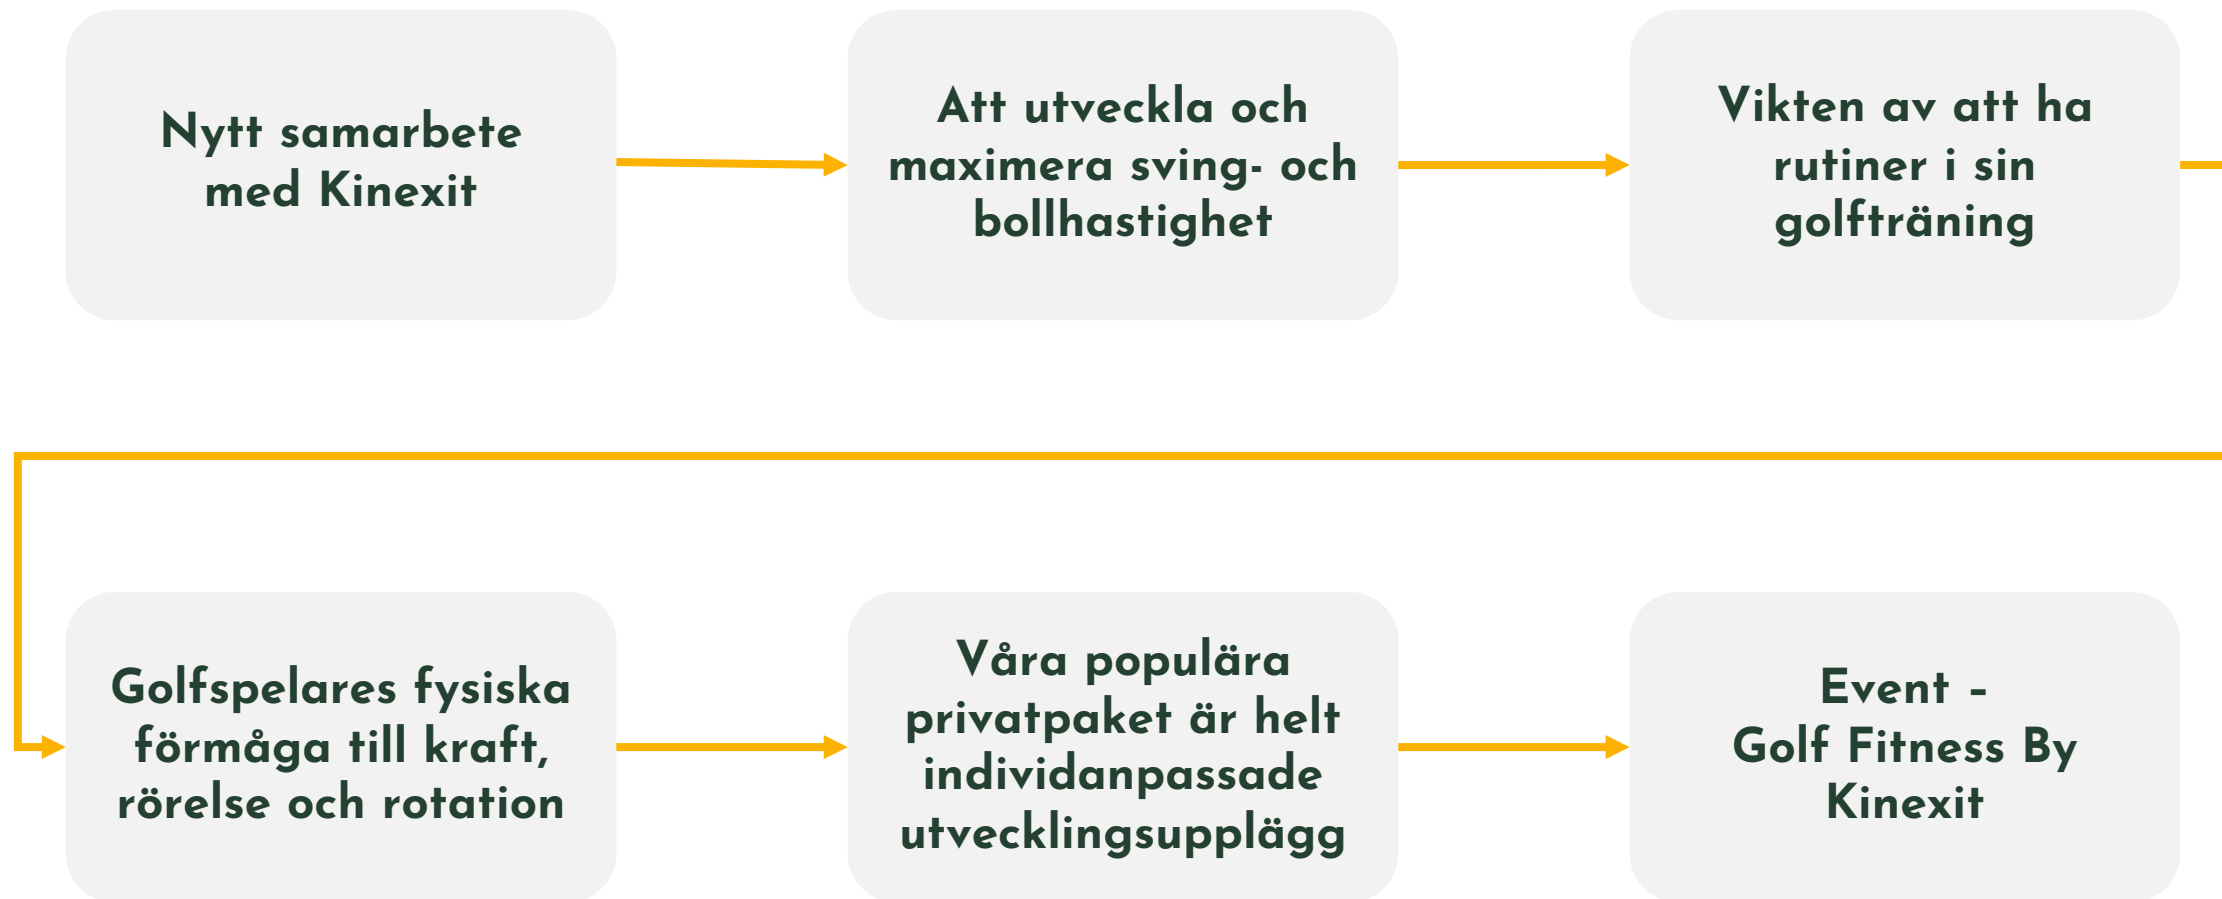 Nytt samarbete
med Kinexit
Att utveckla och
maximera sving- och
bollhastighet
Vikten av att ha
rutiner i sin
golfträning
Golfspelares fysiska
förmåga till kraft,
rörelse och rotation
Våra populära
privatpaket är helt
individanpassade
utvecklingsupplägg
Event –
Golf Fitness By
Kinexit